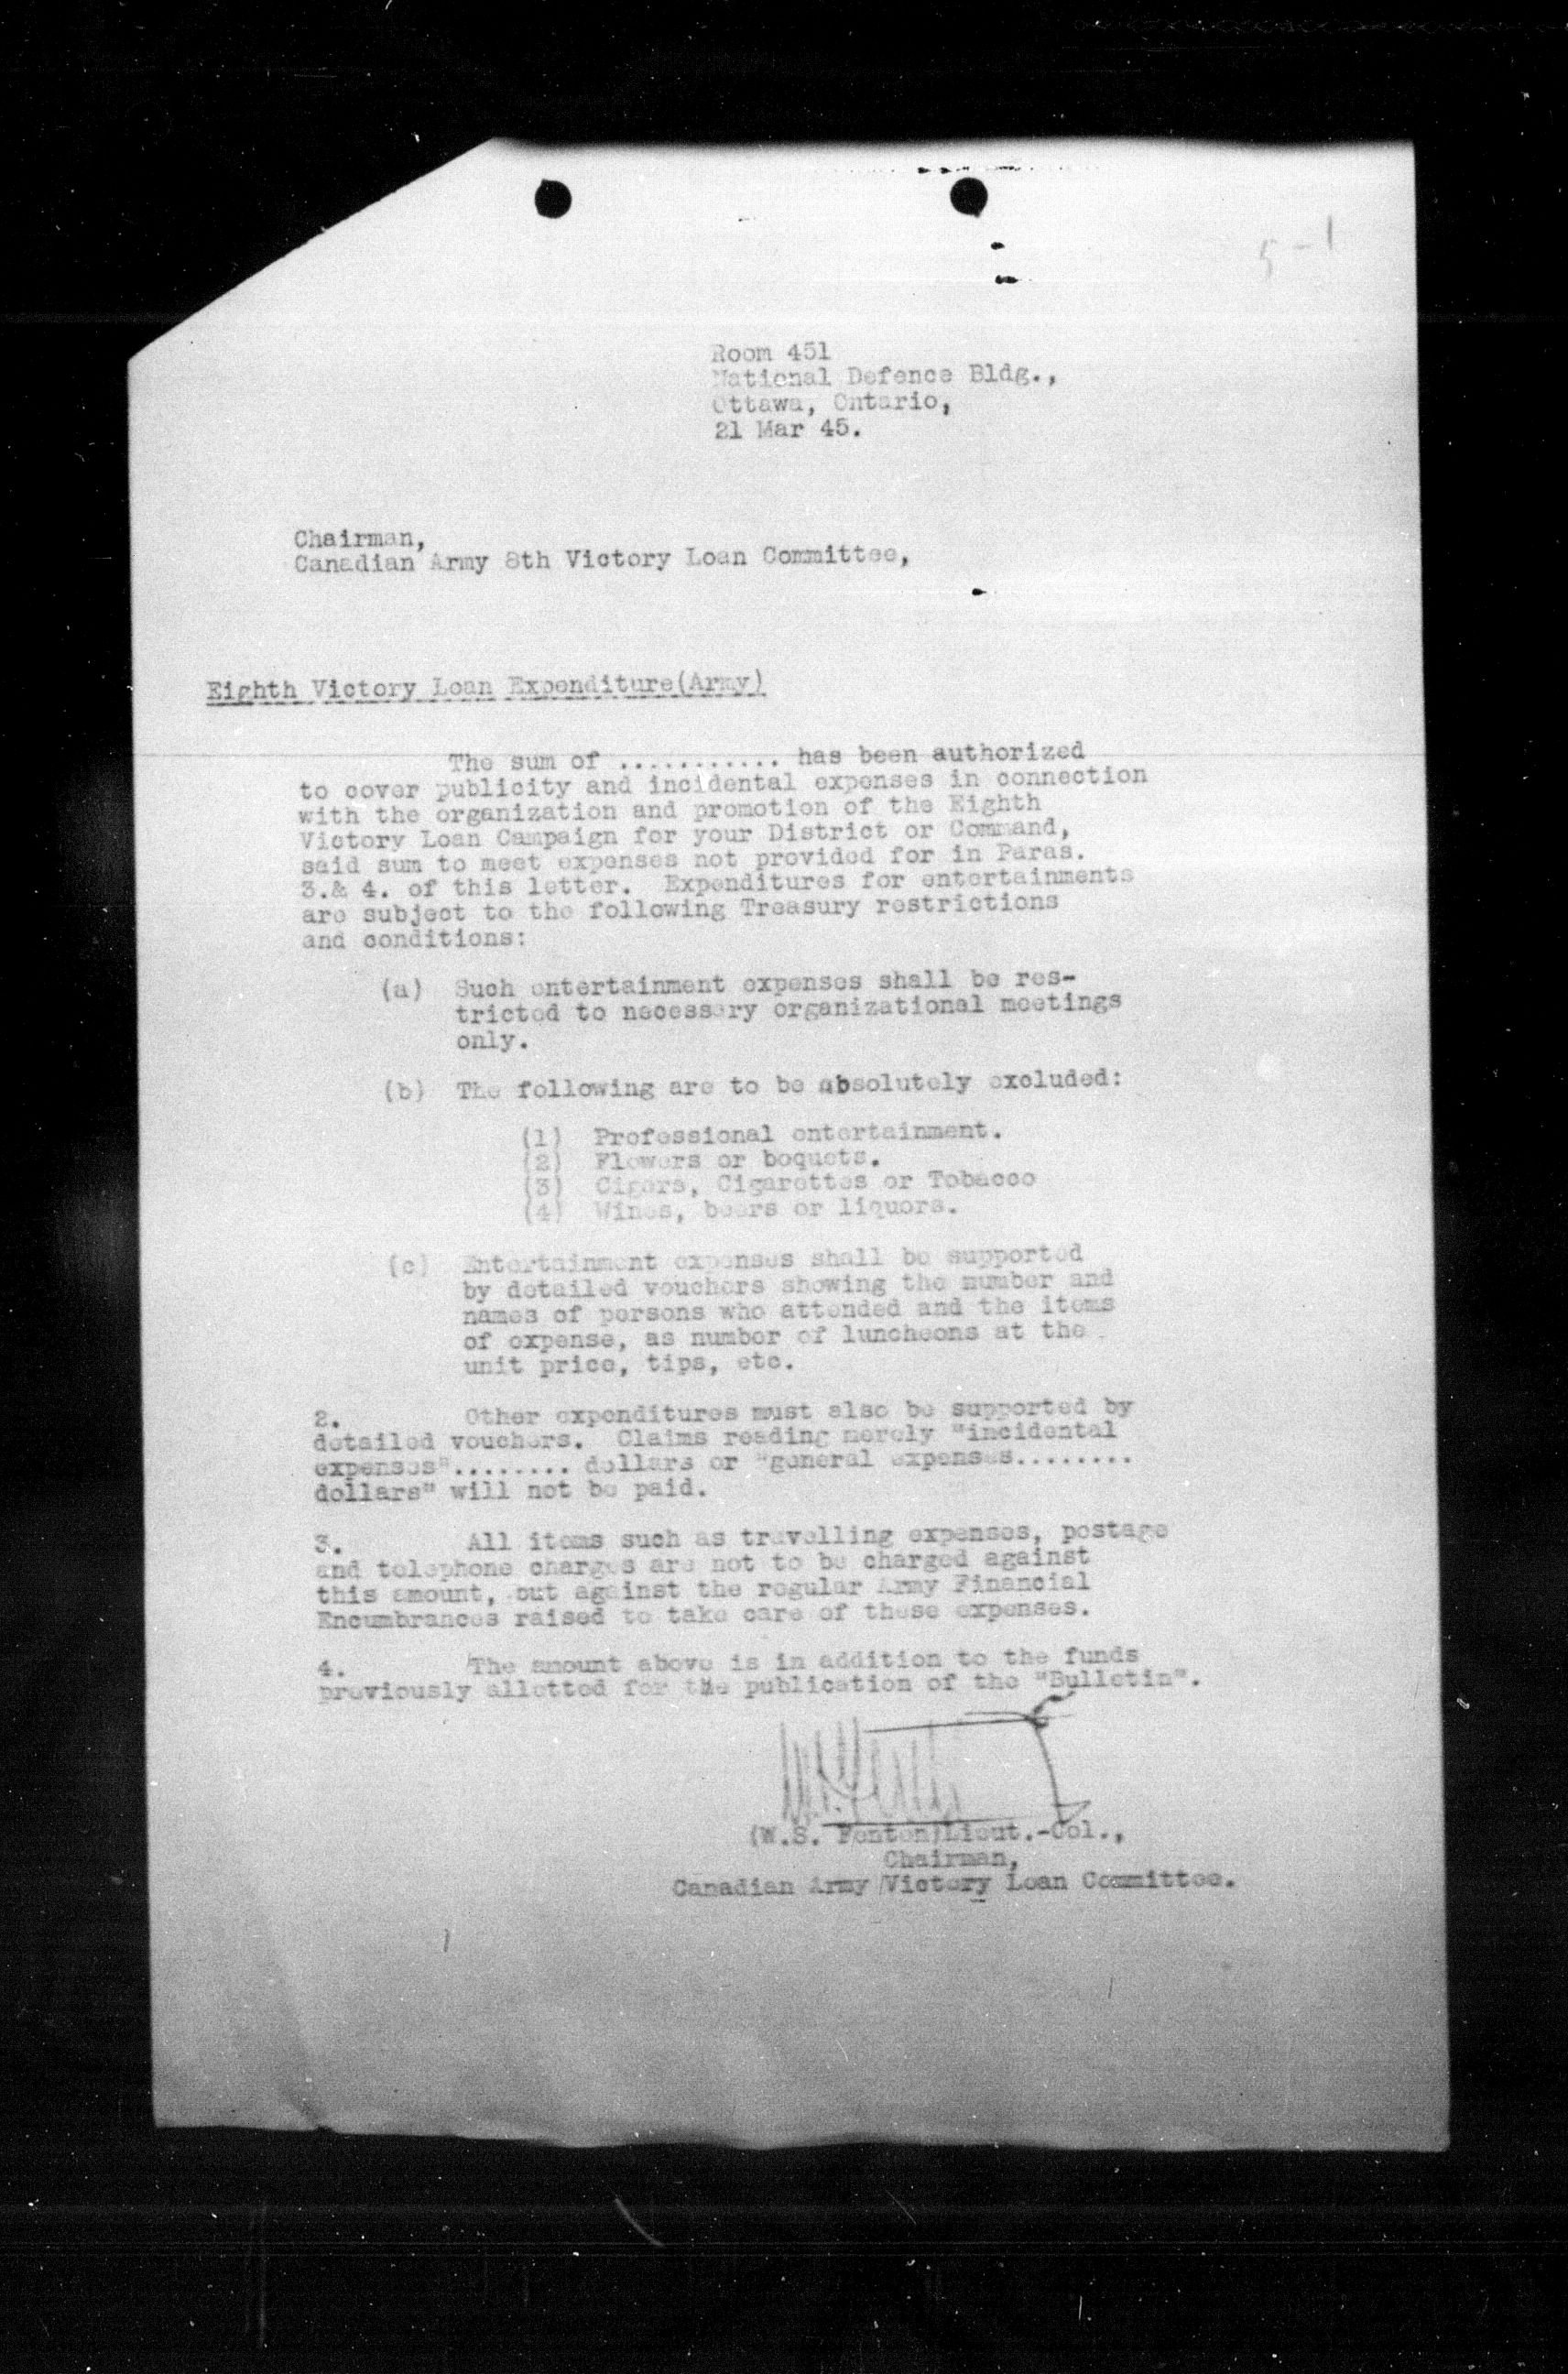 5-1
Room 451
National Defence Bldg.,
Ottawa, Ontario,
21 Mar 45.
Chairman,
Canadian Army 8th Victory Loan Committee,
Eighth Victory Loan Expenditure(Army)
The sum of ............ has been authorized
to cover publicity and incidental expenses in connection
with the organization and promotion of the Eighth
Victory Loan Campaign for your District or Command,
said sum to meet expenses not provided for in Paras.
3.& 4. of this letter. Expenditures for entertainments
are subject to the following Treasury restrictions
and conditions:
(a) Such entertainment expenses shall be res-
tricted to necessary organizational meetings
only.
(b) The following are to be absolutely excluded:
(1) Professional entertainment.
(2) Flowers or boquets.
(3) Cigars, Cigarettes or Tobacco
(4) Wines, beers or liquors.
(c) Entertainment expenses shall be supported
by detailed vouchers showing the number and
names of persons who attended and the items
of expense, as number of luncheons at the
unit price, tips, etc.
2. Other expenditures must also be supported by
detailed vouchers. Claims reading merely "incidental
expenses"........ dollars or "general expenses........
dollars" will not be paid.
3. All items such as travelling expenses, postage
and telephone charges are not to be charged against
this amount, but against the regular Army Financial
Encumbrances raised to take care of these expenses.
4. The amount above is in addition to the funds
previously allotted for the publication of the "Bulletin".
(W.S. Fenton)Lieut.-Col.,
Chairman,
Canadian Army Victory Loan Committee.